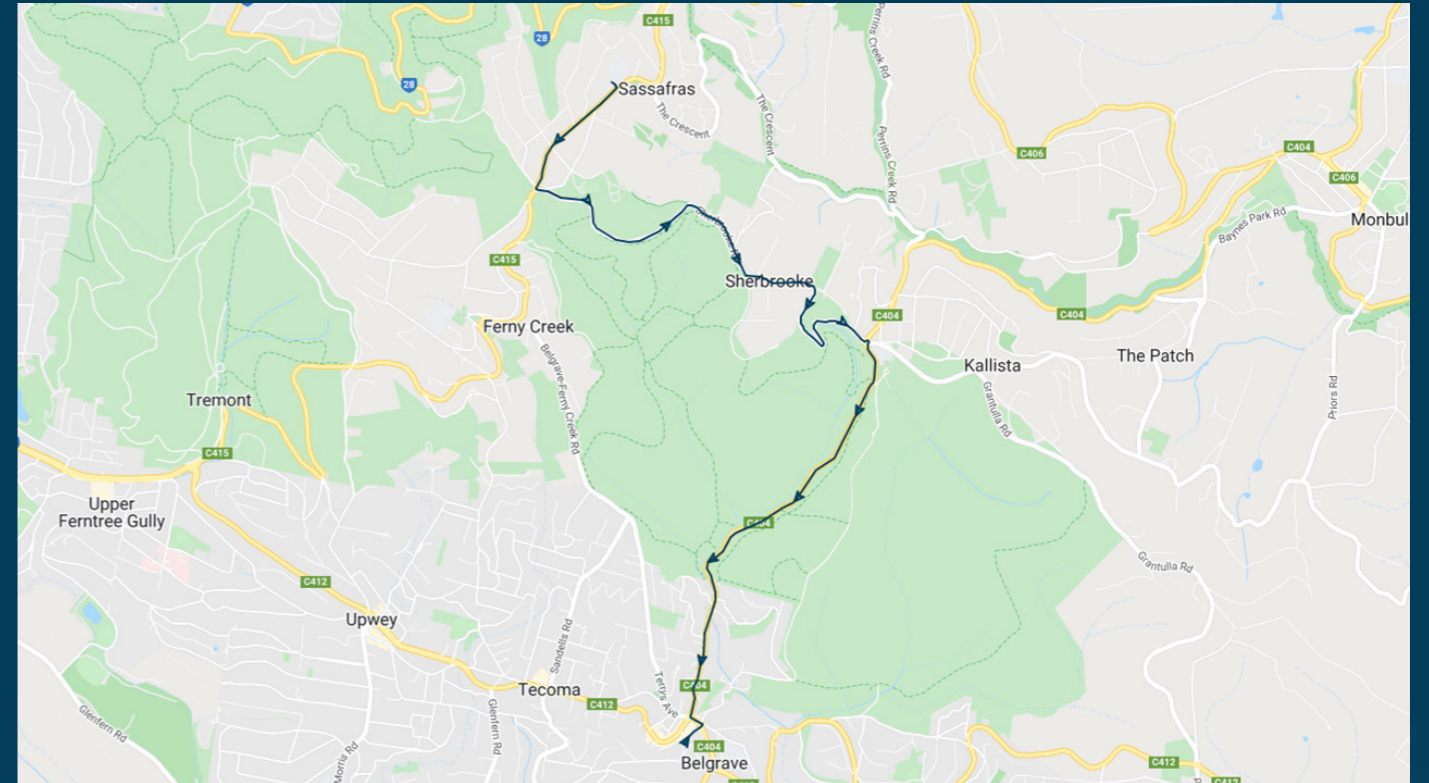 C415
28
28
Sassafras
The Crescent
The Crescent
Perrins Creek Rd
Perrins Creek Rd
C406
C404
C406
Monbul
Baynes Park Rd
C415
Sherbrooke
C404
C404
Ferny Creek
Belgrave-Ferny Creek Rd
Kallista
The Patch
Grantulla Rd
Priors Rd
Tremont
C415
Upper
Ferntree Gully
C404
Grantulla Rd
C412
Upwey
Sandells Rd
Terrys Ave
C404
Tecoma
C412
Glenfern Rd
Glenfern Rd
Morris Rd
C404
Belgrave
C412
C412